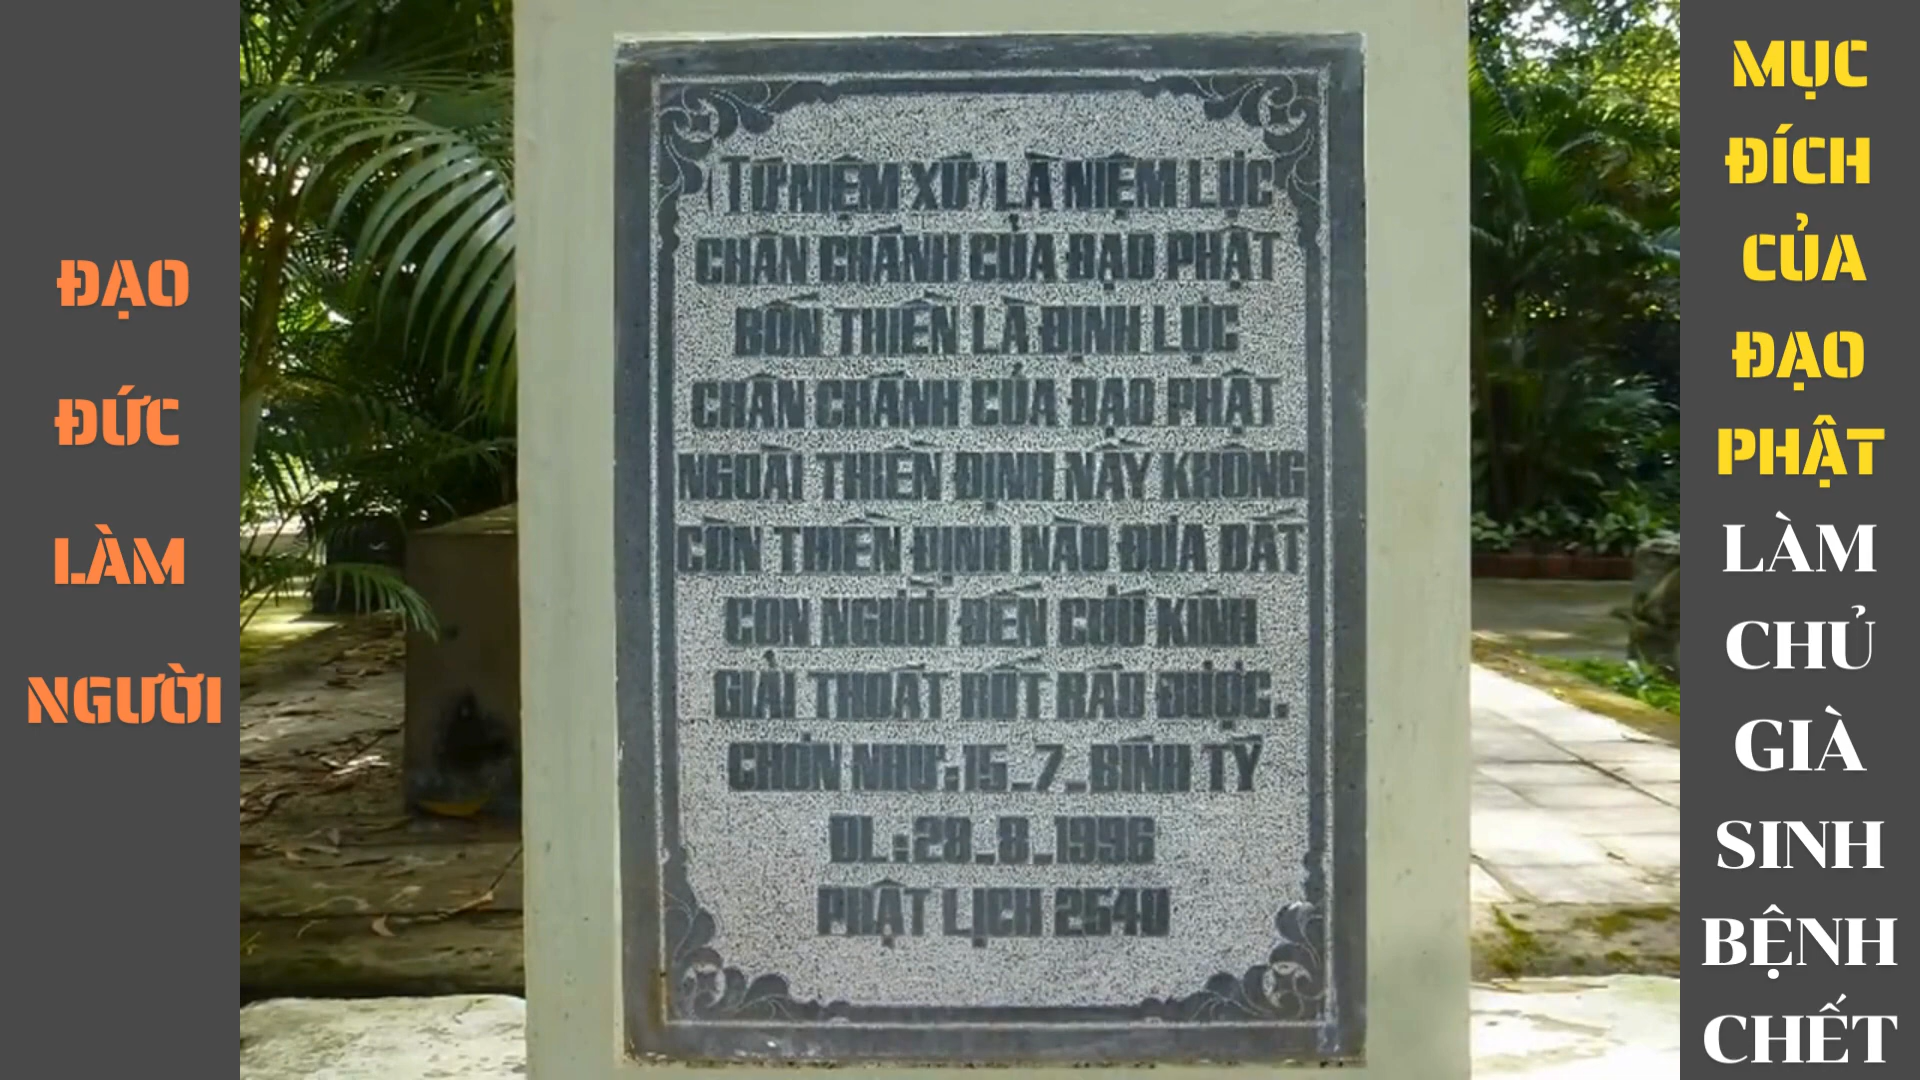 ĐẠO
ĐỨC
LÀM
NGƯỜI
(TỨ NIỆM XỨ) LÀ NIỆM LỰC
CHÂN CHÁNH CỦA ĐẠO PHẬT
BỐN THIỀN LÀ ĐỊNH LỰC
CHÂN CHÁNH CỦA ĐẠO PHẬT
NGOÀI THIỀN ĐỊNH NẦY KHÔNG
CÒN THIỀN ĐỊNH NÀO ĐƯA DẤT
CON NGƯỜI ĐẾN CỨU KÍNH
GIẢI THOÁT RỐT RÁO ĐƯỢC.
CHƠN NHƯ: 15_7_BÍNH TÝ
DL: 28_8_1996
PHẬT LỊCH 2540
MỤC
ĐÍCH
CỦA
ĐẠO
PHẬT
LÀM
CHỦ
GIÀ
SINH
BỆNH
CHẾT